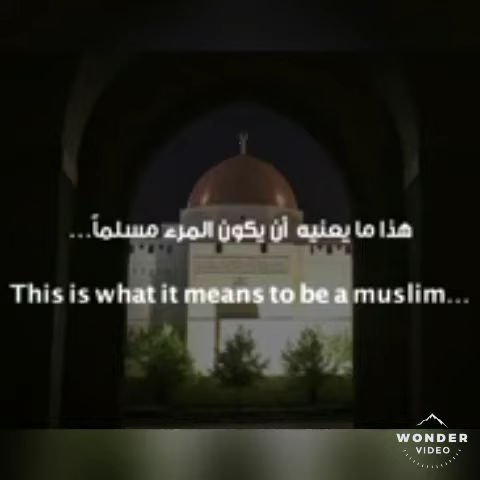 هذا ما يعنيه أن يكون المرء مسلماً...
This is what it means to be a muslim...
WONDER
VIDEO